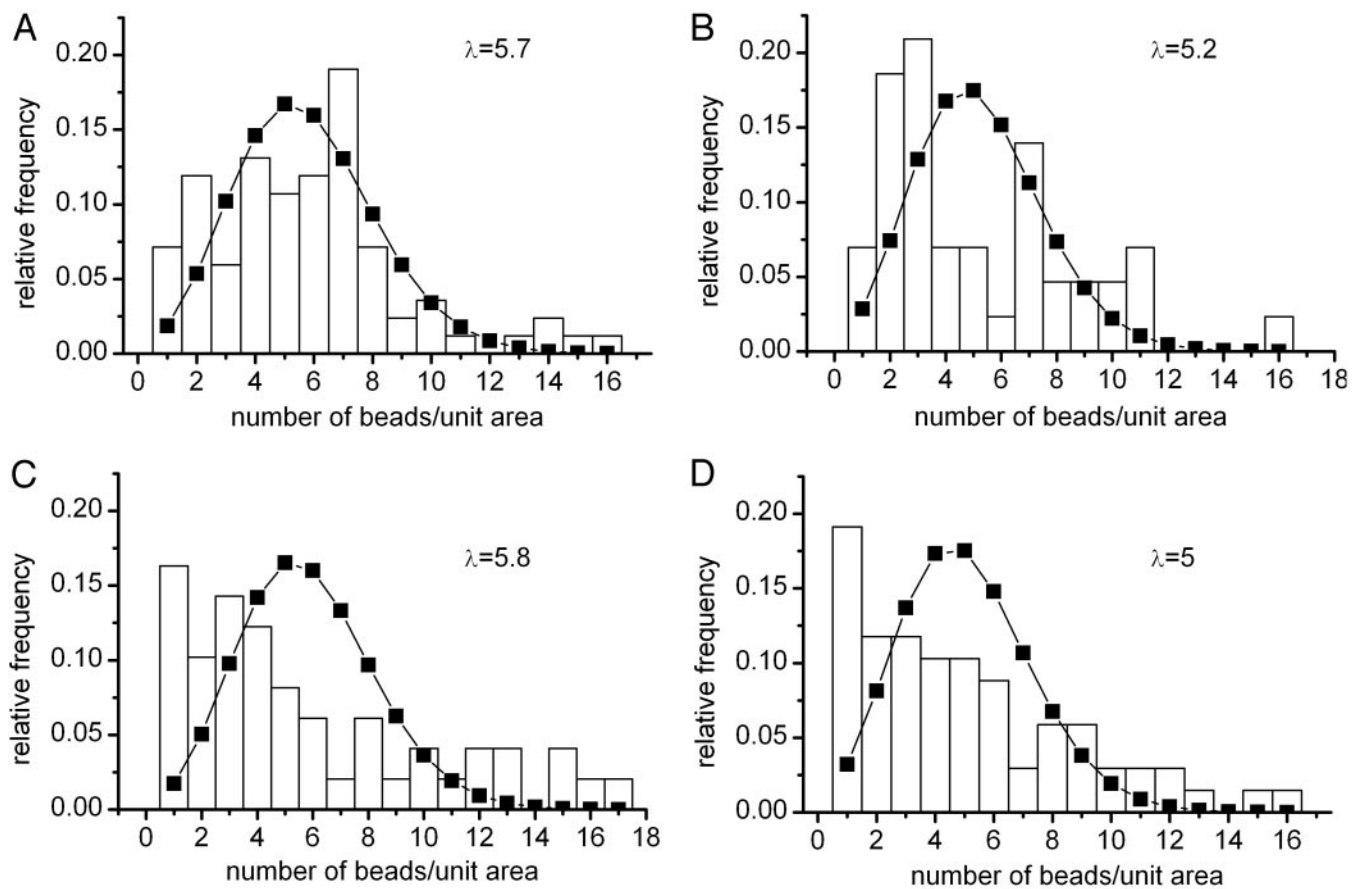 A
λ=5.7
0.20
0.15
0.10
0.05
0.00
relative frequency
0 2 4 6 8 10 12 14 16
number of beads/unit area
B
λ=5.2
0.20
0.15
0.10
0.05
0.00
relative frequency
0 2 4 6 8 10 12 14 16 18
number of beads/unit area
C
λ=5.8
0.20
0.15
0.10
0.05
0.00
relative frequency
0 2 4 6 8 10 12 14 16 18
number of beads/unit area
D
λ=5
0.20
0.15
0.10
0.05
0.00
relative frequency
0 2 4 6 8 10 12 14 16
number of beads/unit area